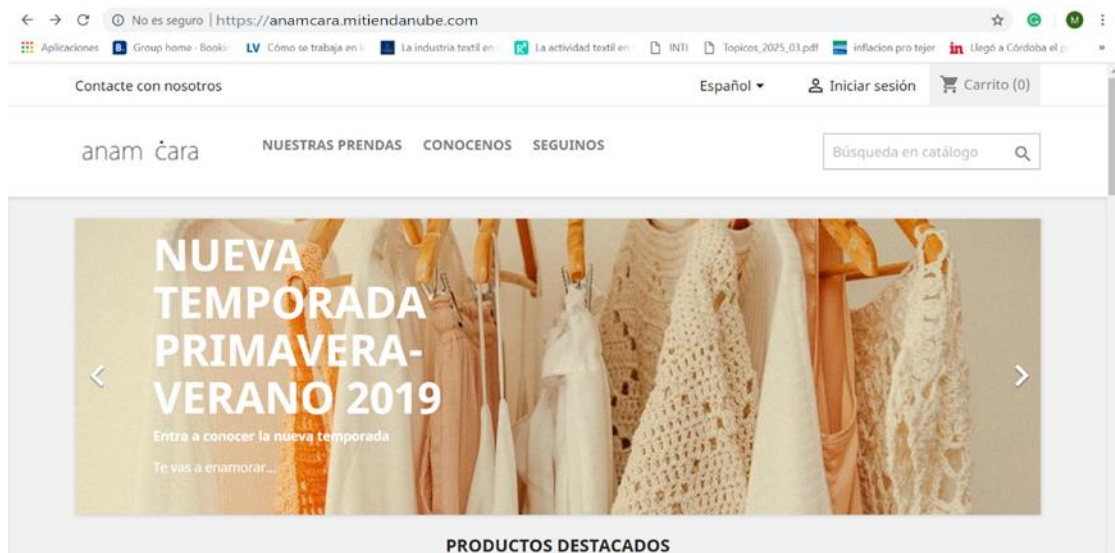 No es seguro | https://anamcara.mitiendanube.com
M
Aplicaciones B. Group home - Bookin LV Cómo se trabaja en l La industria textil en La actividad textil en INTI Topicos_2025_03.pdf inflacion pro tejer in Llegó a Córdoba el p »
Contacte con nosotros Español Iniciar sesión Carrito (0)
anam ċara NUESTRAS PRENDAS CONOCENOS SEGUINOS Búsqueda en catálogo
NUEVA
TEMPORADA
PRIMAVERA-
VERANO 2019
Entra a conocer la nueva temporada
Te vas a enamorar...
PRODUCTOS DESTACADOS